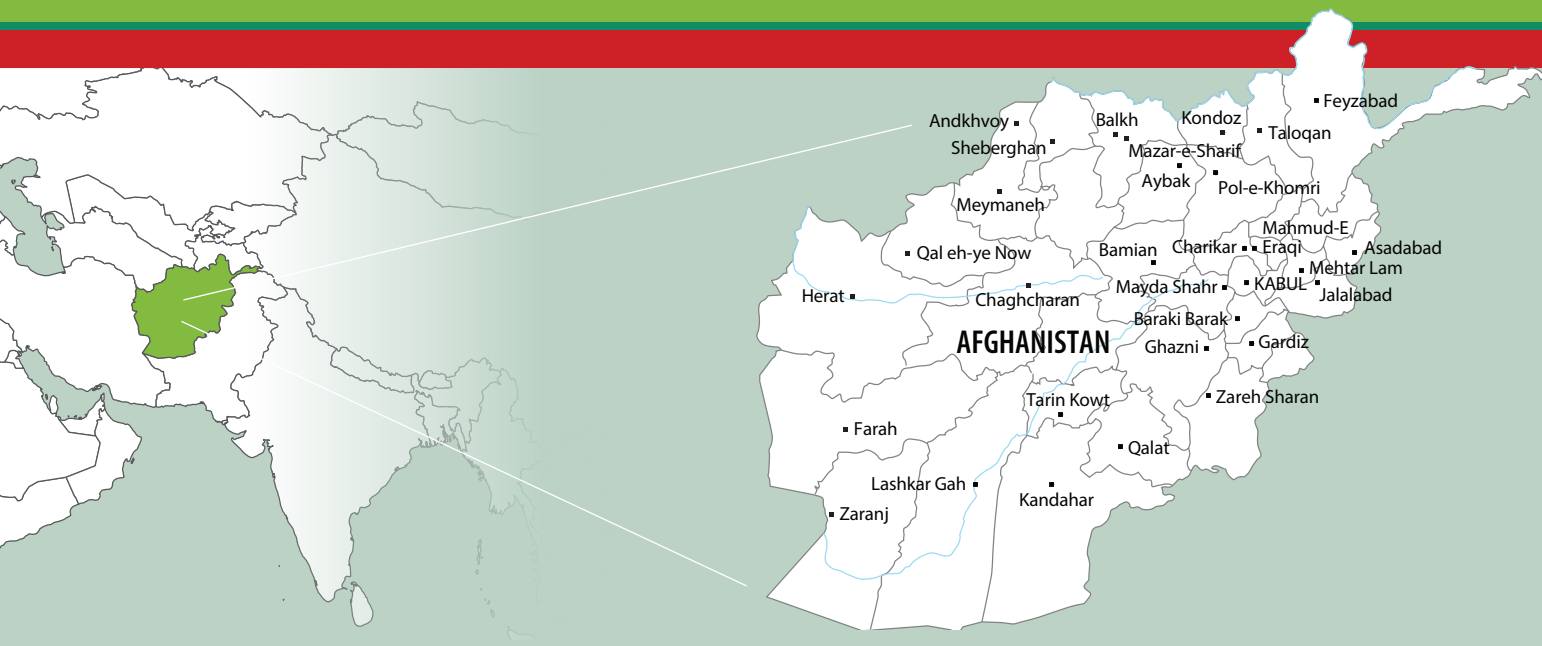 Feyzabad
Andkhvoy
Balkh
Kondoz
Taloqan
Sheberghan
Mazar-e-Sharif
Aybak
Pol-e-Khomri
Meymaneh
Mahmud-E
Qal eh-ye Now
Bamian
Charikar
Eraqi
Asadabad
Mehtar Lam
Herat
Chaghcharan
Mayda Shahr
KABUL
Jalalabad
Baraki Barak
AFGHANISTAN
Ghazni
Gardiz
Tarin Kowt
Zareh Sharan
Farah
Qalat
Lashkar Gah
Kandahar
Zaranj